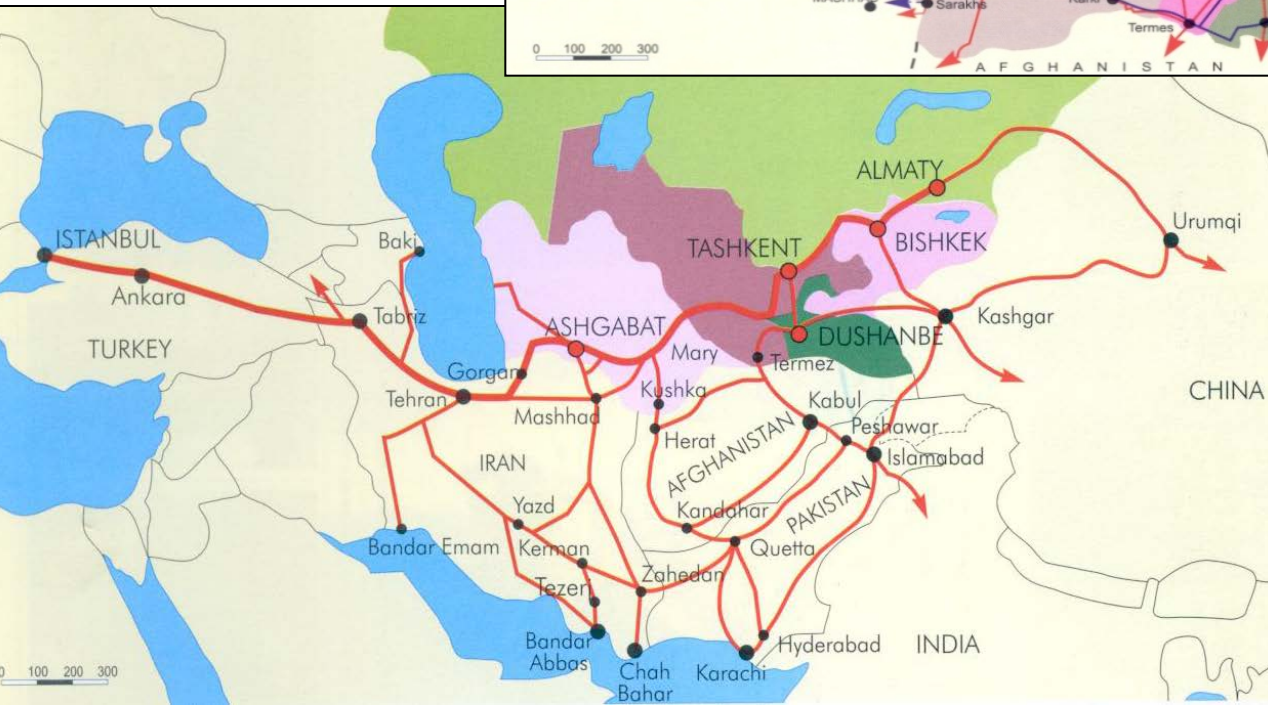 Sarakhs
Termes
0 100 200 300
AFGHANISTAN
ALMATY
ISTANBUL
Baki
TASHKENT
BISHKEK
Urumqi
Ankara
Tabriz
ASHGABAT
DUSHANBE
Kashgar
TURKEY
Gorgan
Mary
Termez
Tehran
Mashhad
Kushka
Kabul
CHINA
Herat
AFGHANISTAN
Peshawar
IRAN
Islamabad
Yazd
Kandahar
PAKISTAN
Bandar Emam
Kerman
Quetta
Tezerj
Zahedan
Bandar
Abbas
Hyderabad
INDIA
0 100 200 300
Chah
Bahar
Karachi